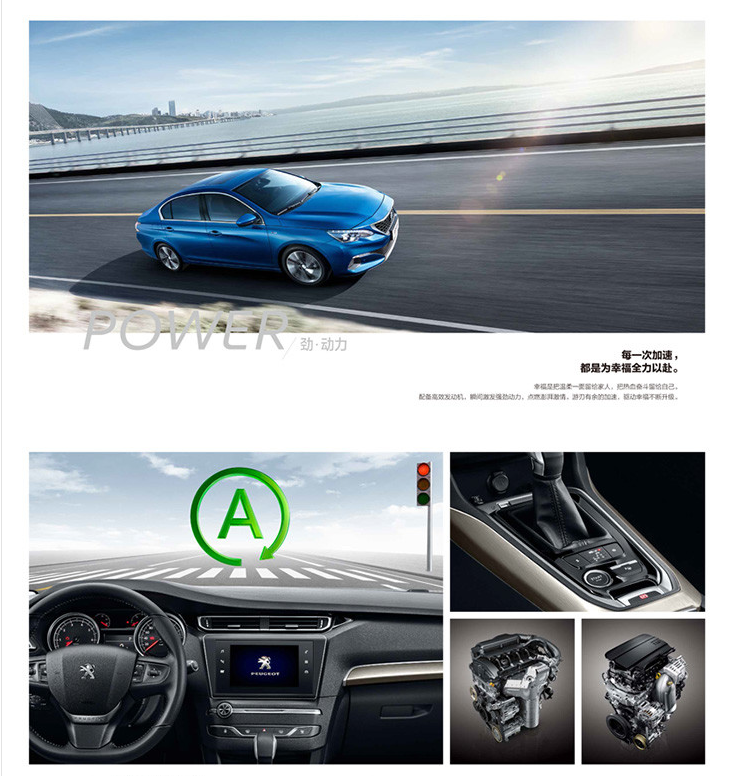 POWER 劲·动力
每一次加速，
都是为幸福全力以赴。
幸福是把温柔一面留给家人，把热血奋斗留给自己。
配备高效发动机，瞬间激发强劲动力，点燃澎湃激情，游刃有余的加速，驱动幸福不断升级。
A
PEUGEOT